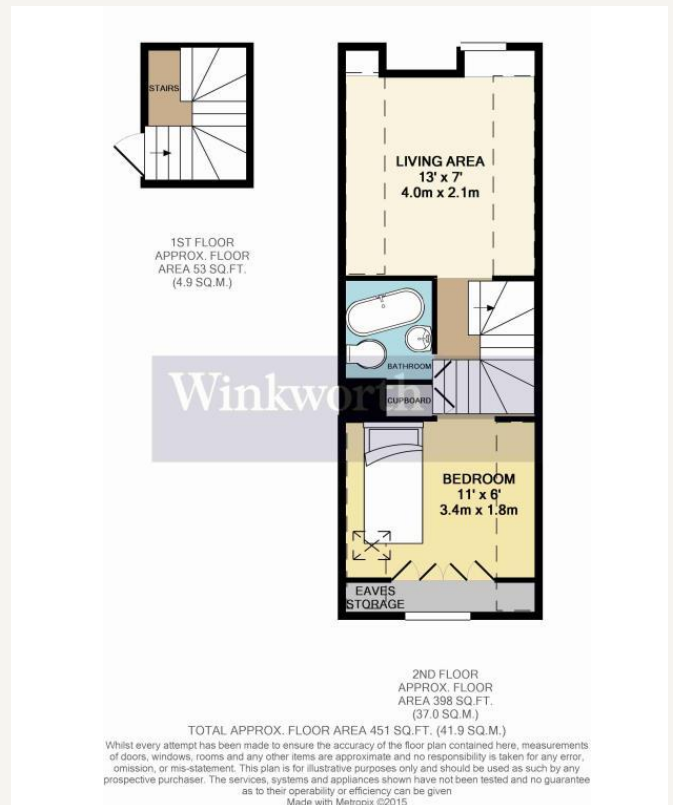 STAIRS
1ST FLOOR
APPROX. FLOOR
AREA 53 SQ.FT.
(4.9 SQ.M.)
LIVING AREA
13' x 7'
4.0m x 2.1m
BATHROOM
CUPBOARD
Winkworth
BEDROOM
11' x 6'
3.4m x 1.8m
EAVES
STORAGE
2ND FLOOR
APPROX. FLOOR
AREA 398 SQ.FT.
(37.0 SQ.M.)
TOTAL APPROX. FLOOR AREA 451 SQ.FT. (41.9 SQ.M.)
Whilst every attempt has been made to ensure the accuracy of the floor plan contained here, measurements
of doors, windows, rooms and any other items are approximate and no responsibility is taken for any error,
omission, or mis-statement. This plan is for illustrative purposes only and should be used as such by any
prospective purchaser. The services, systems and appliances shown have not been tested and no guarantee
as to their operability or efficiency can be given
Made with Metropix ©2015